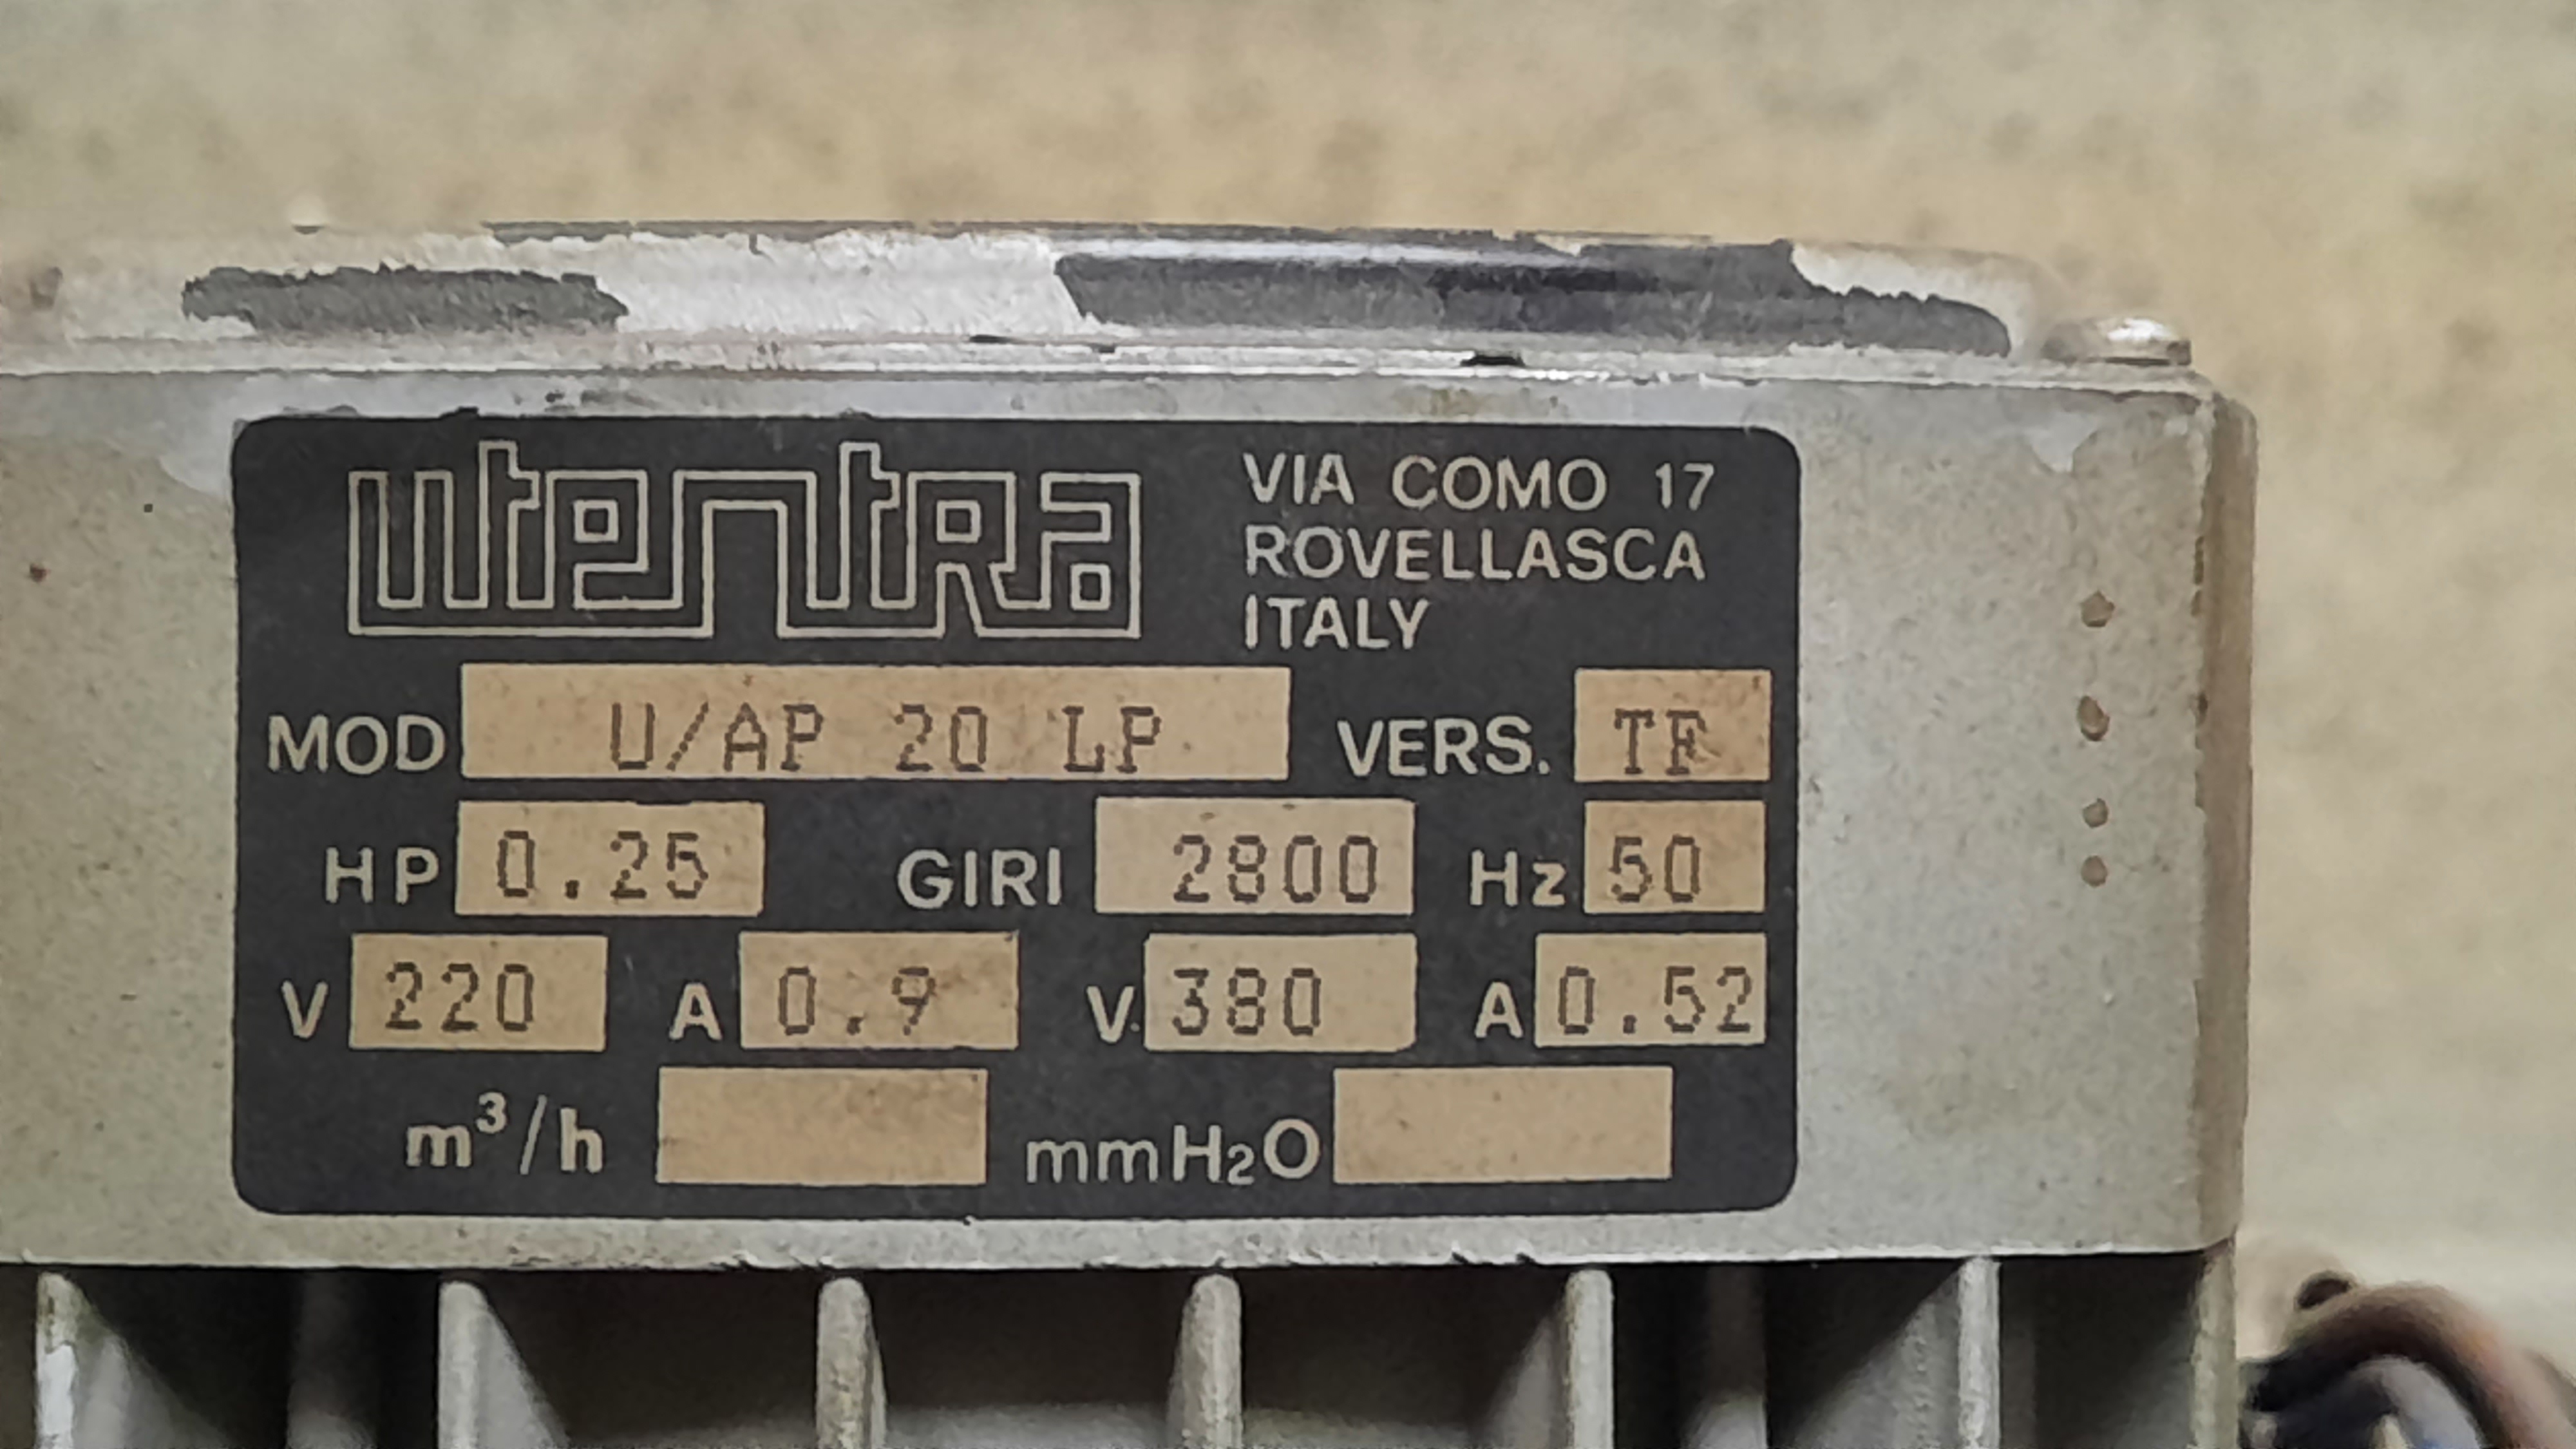 utentra
VIA COMO 17
ROVELLASCA
ITALY
MOD U/AP 20 LP VERS. TF
HP 0.25 GIRI 2800 Hz 50
V 220 A 0.9 V. 380 A 0.52
m³/h mmH₂O